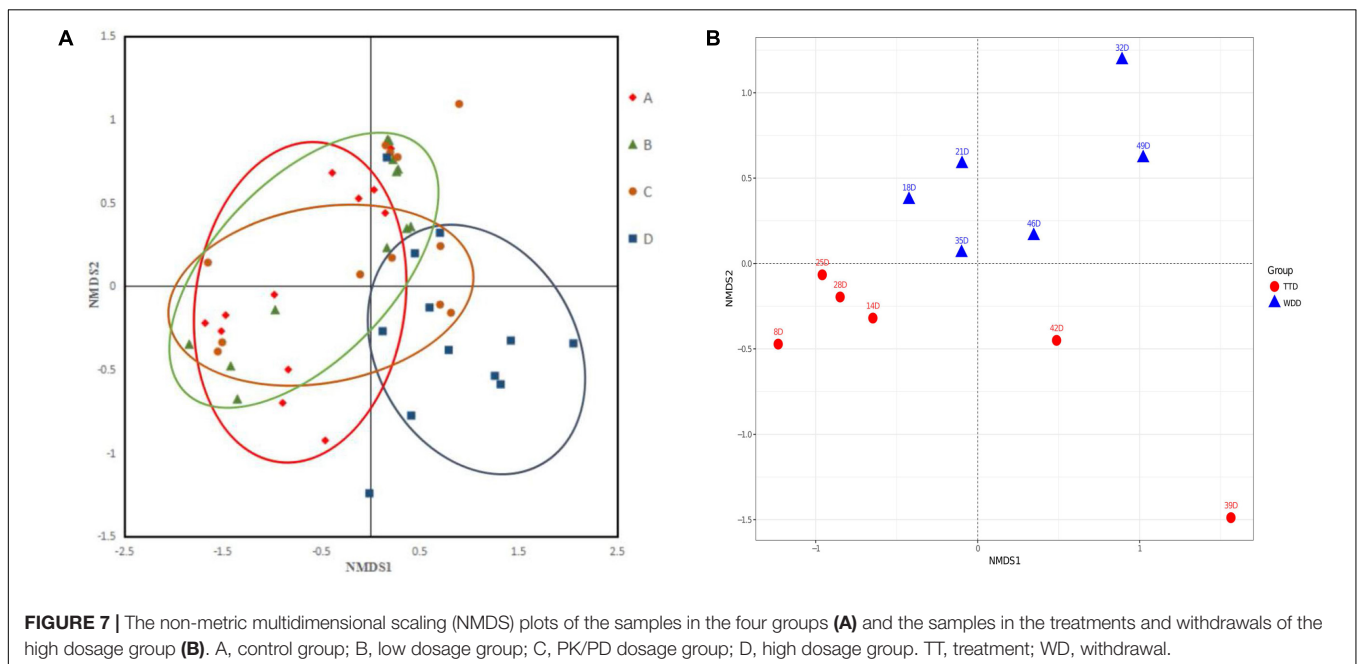 A
1.5
1
0.5
0
-0.5
-1
-1.5
-2.5
-1.5
-0.5
0.5
1.5
2.5
NMDS1
NMDS2
A
B
C
D
B
1.0
0.5
0.0
−0.5
−1.0
−1.5
−1
0
1
NMDS1
NMDS2
32D
49D
21D
18D
46D
35D
25D
28D
14D
8D
42D
39D
Group
TTD
WDD
FIGURE 7 | The non-metric multidimensional scaling (NMDS) plots of the samples in the four groups (A) and the samples in the treatments and withdrawals of the
high dosage group (B). A, control group; B, low dosage group; C, PK/PD dosage group; D, high dosage group. TT, treatment; WD, withdrawal.